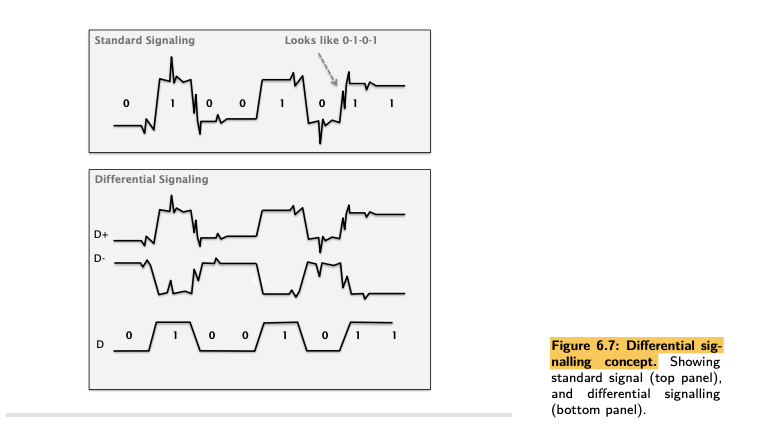 Standard Signaling
Looks like 0-1-0-1
0 1 0 0 1 0 1 1
Differential Signaling
D+
D-
D 0 1 0 0 1 0 1 1
Figure 6.7: Differential sig-
nalling concept. Showing
standard signal (top panel),
and differential signalling
(bottom panel).